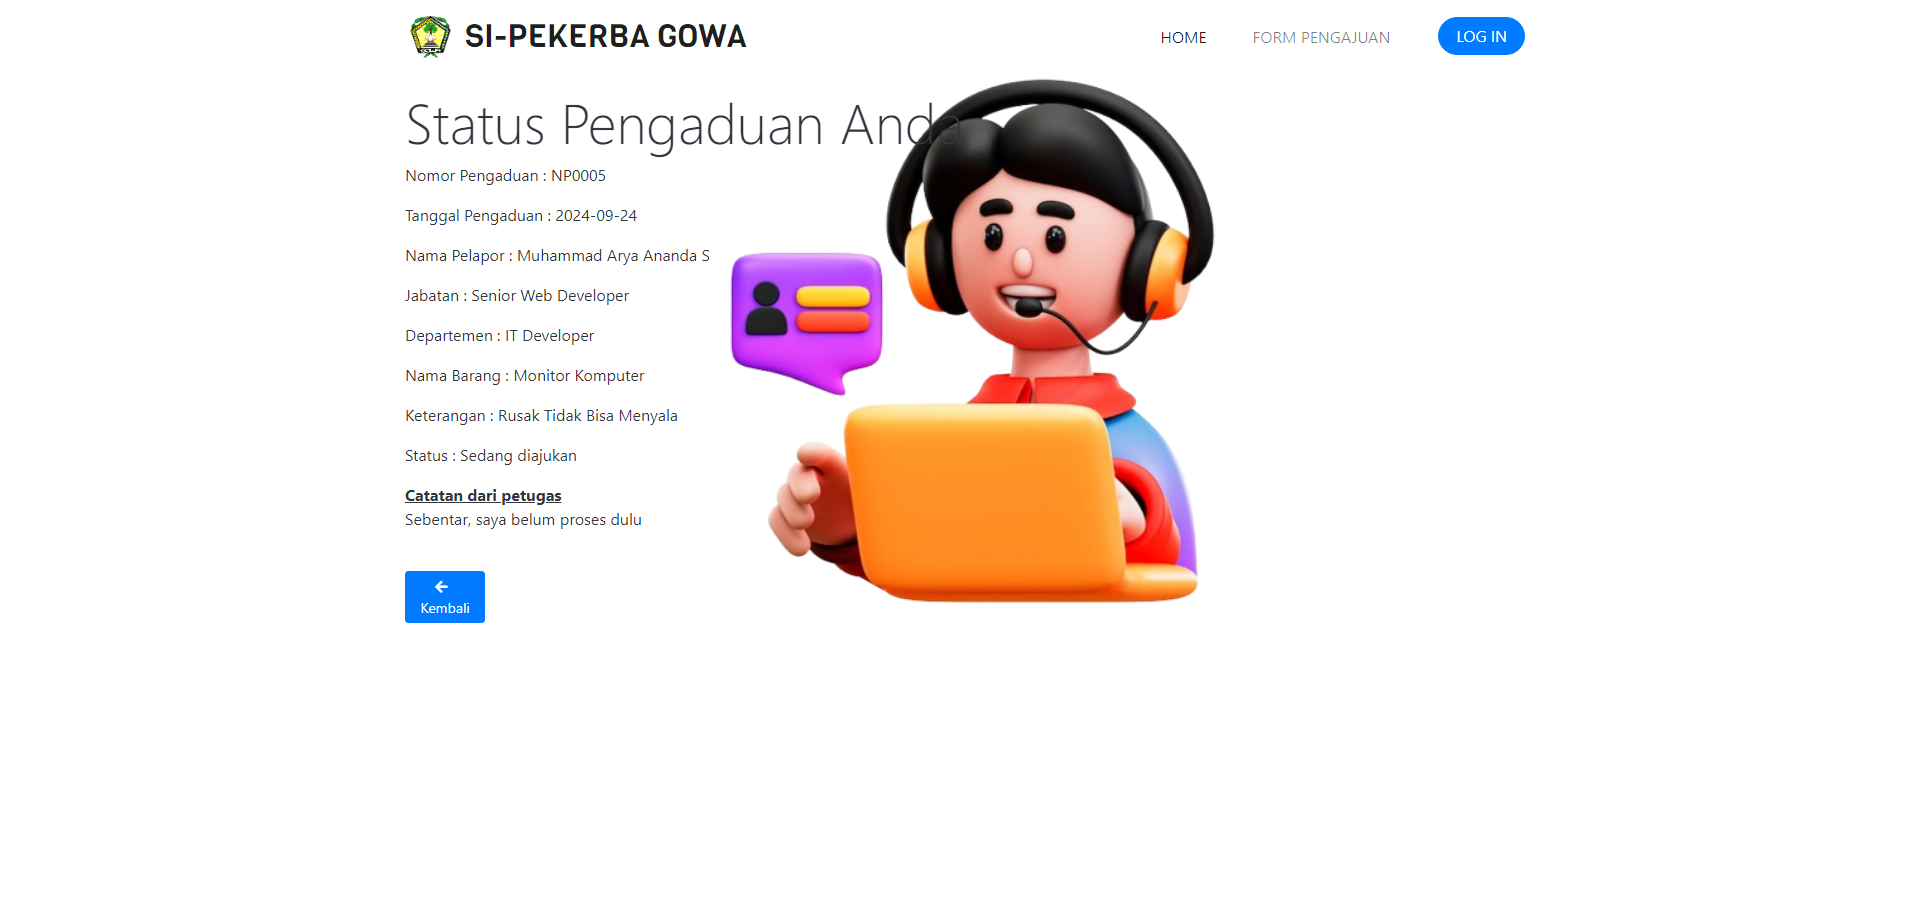 SI-PEKERBA GOWA
HOME
FORM PENGAJUAN
LOG IN
Status Pengaduan Anda
Nomor Pengaduan : NP0005
Tanggal Pengaduan : 2024-09-24
Nama Pelapor : Muhammad Arya Ananda S
Jabatan : Senior Web Developer
Departemen : IT Developer
Nama Barang : Monitor Komputer
Keterangan : Rusak Tidak Bisa Menyala
Status : Sedang diajukan
Catatan dari petugas
Sebentar, saya belum proses dulu
Kembali